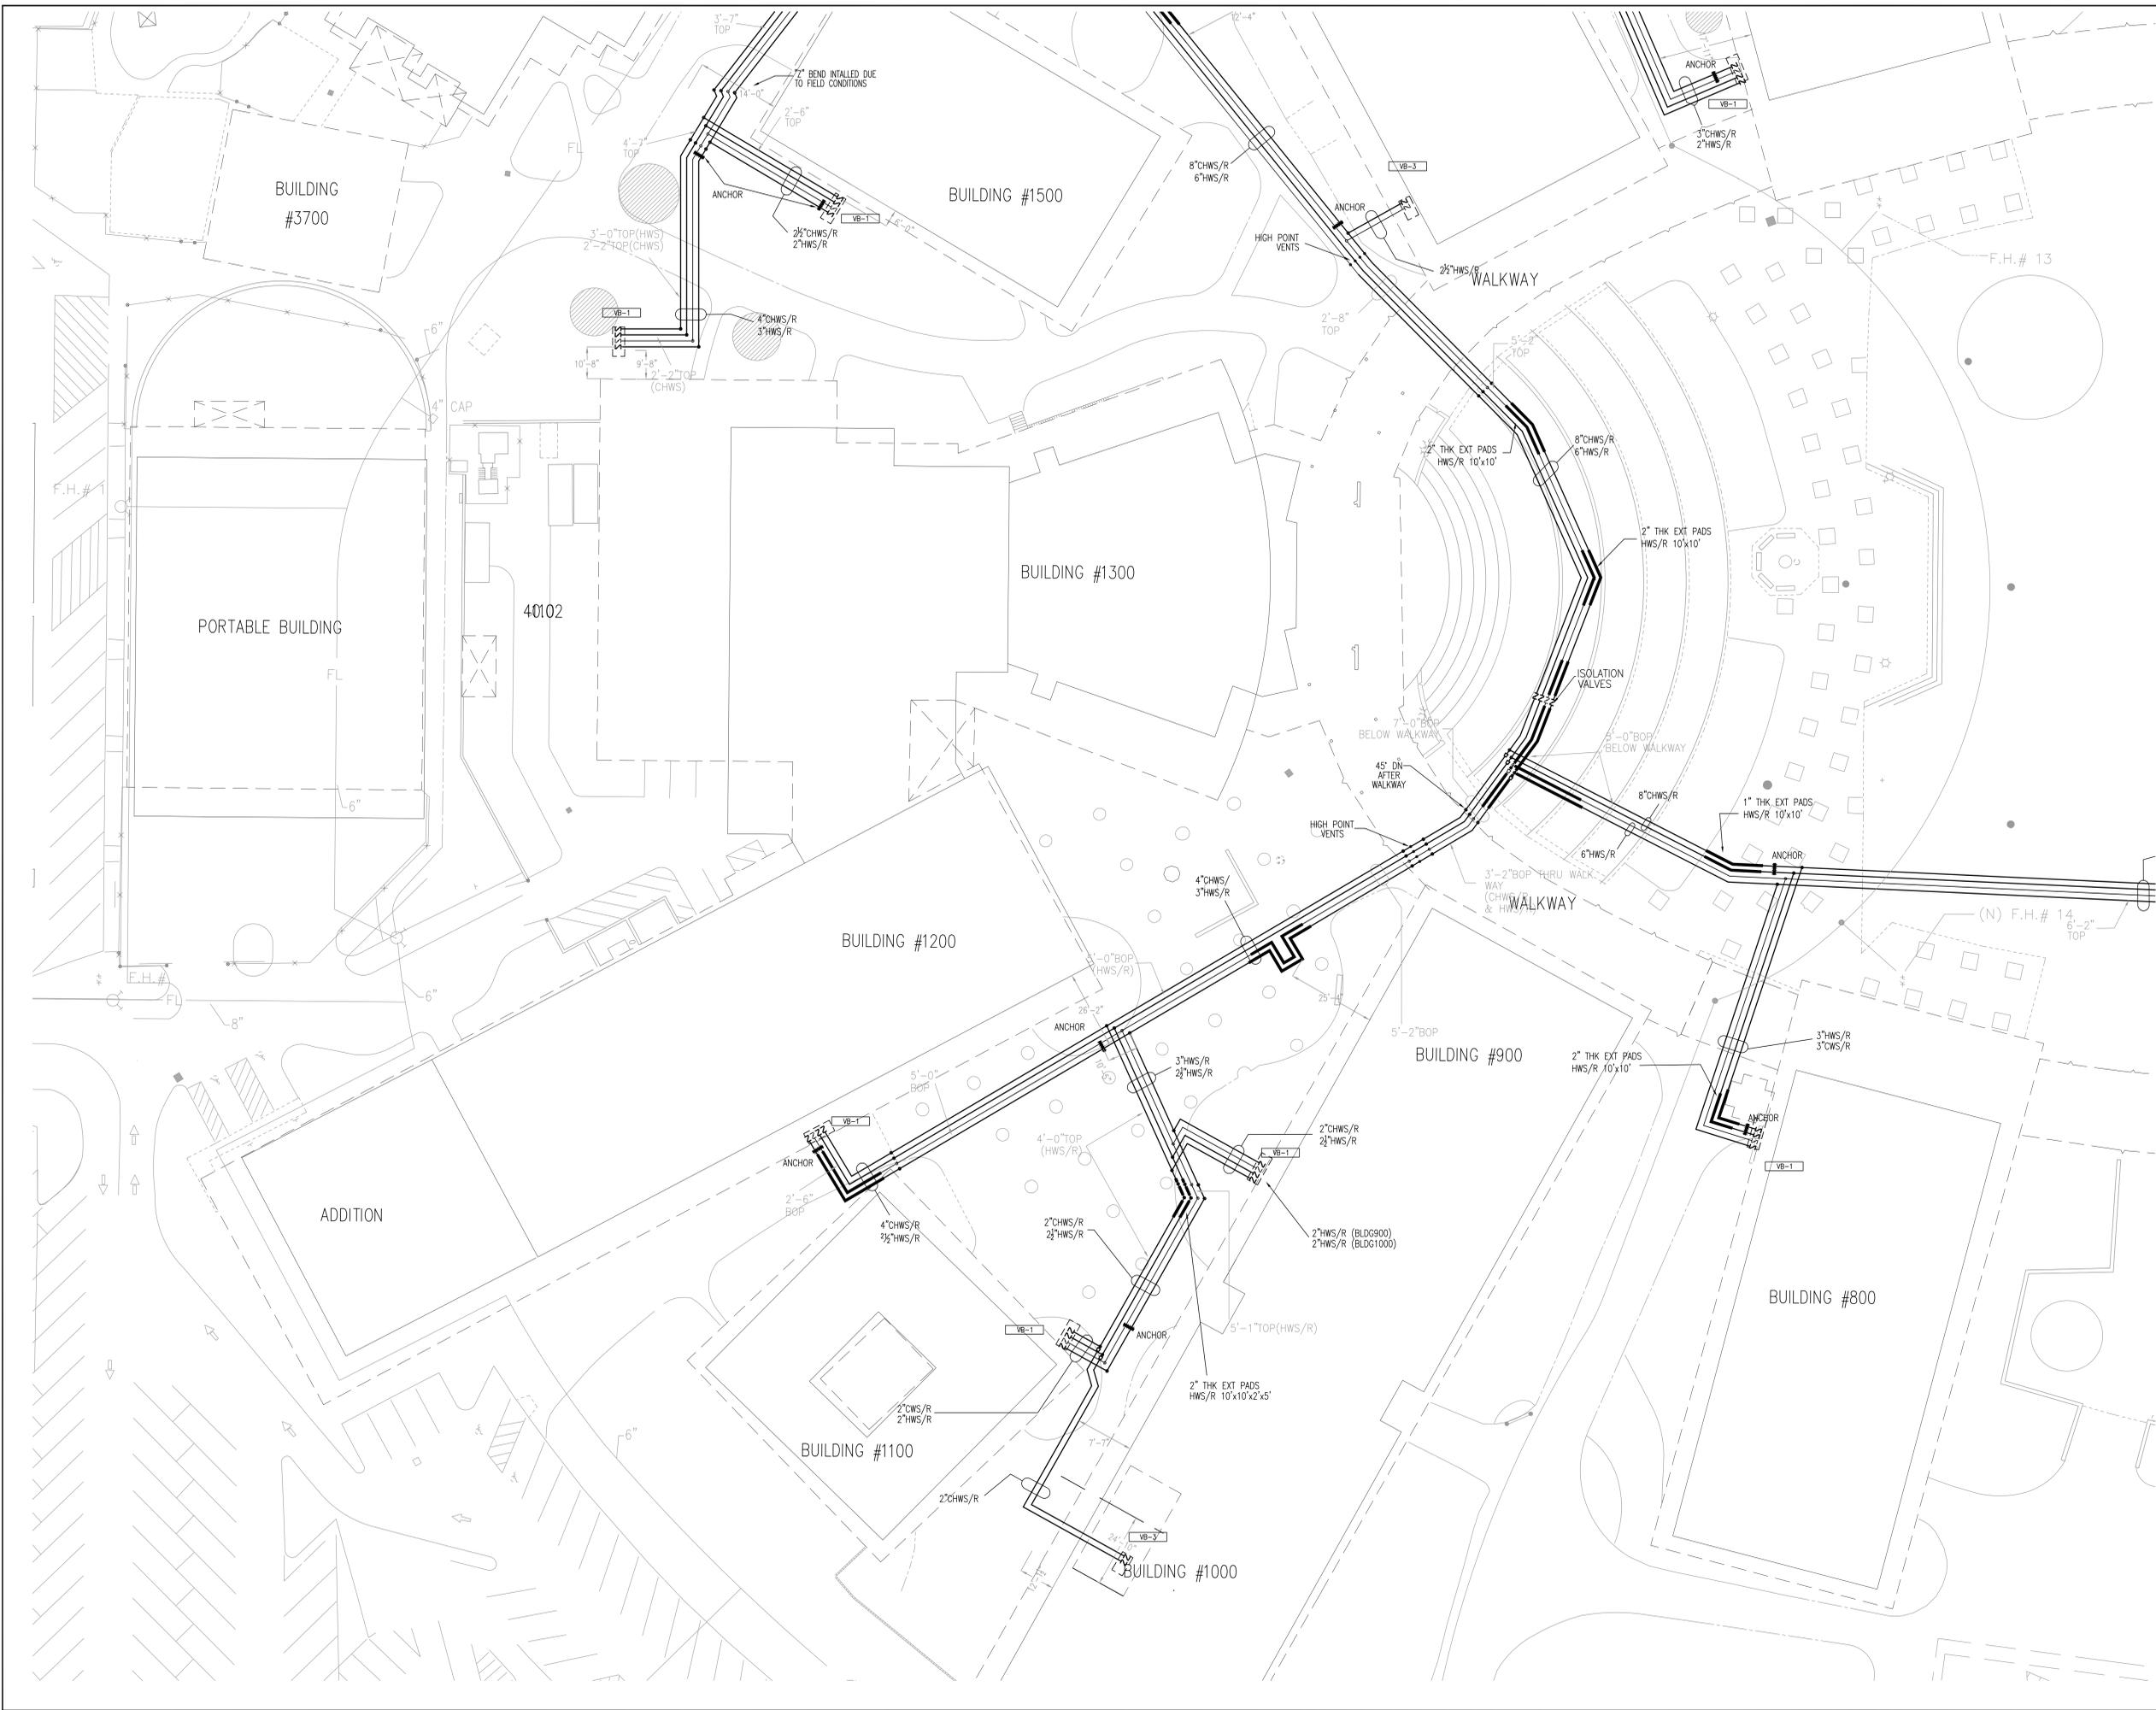 3'-7"
TOP
"Z" BEND INTALLED DUE
TO FIELD CONDITIONS
14'-0"
2'-6"
TOP
4'-7"
TOP
FL
BUILDING
#3700
ANCHOR
VB-1
6'-0"
2½"CHWS/R
2"HWS/R
3'-0"TOP(HWS)
2'-2"TOP(CHWS)
BUILDING #1500
VB-1
4"CHWS/R
3"HWS/R
10'-8"
9'-8"
2'-2"TOP
(CHWS)
12'-4"
8"CHWS/R
6"HWS/R
VB-3
ANCHOR
HIGH POINT
VENTS
2½"HWS/R
WALKWAY
2'-8"
TOP
5'-2"
TOP
ANCHOR
VB-1
3"CHWS/R
2"HWS/R
F.H.# 13
6"
4" CAP
F.H.# 1
2" THK EXT PADS
HWS/R 10'x10'
8"CHWS/R
6"HWS/R
2" THK EXT PADS
HWS/R 10'x10'
BUILDING #1300
40102
PORTABLE BUILDING
FL
ISOLATION
VALVES
7'-0"BOP
BELOW WALKWAY
5'-0"BOP
BELOW WALKWAY
45° DN
AFTER
WALKWAY
6"
8"CHWS/R
1" THK EXT PADS
HWS/R 10'x10'
HIGH POINT
VENTS
6"HWS/R
ANCHOR
4"CHWS/
3"HWS/R
3'-2"BOP THRU WALK
WAY
(CHWS/R
& HWS/R)
WALKWAY
(N) F.H.# 14
6'-2"
TOP
BUILDING #1200
5'-0"BOP
(HWS/R)
F.H.#
FL
6"
8"
26'-2"
25'-4"
5'-2"BOP
ANCHOR
BUILDING #900
3"HWS/R
2½"HWS/R
3"HWS/R
3"CWS/R
2" THK EXT PADS
HWS/R 10'x10'
5'-0"
BOP
VB-1
ANCHOR
4'-0"TOP
(HWS/R)
2"CHWS/R
2½"HWS/R
VB-1
ANCHOR
VB-1
2'-6"
BOP
ADDITION
4"CHWS/R
2½"HWS/R
2"CHWS/R
2½"HWS/R
2"HWS/R (BLDG900)
2"HWS/R (BLDG1000)
BUILDING #800
VB-1
ANCHOR
5'-1"TOP(HWS/R)
2" THK EXT PADS
HWS/R 10'x10'x2'x5'
2"CWS/R
2"HWS/R
6"
BUILDING #1100
7'-7"
2"CHWS/R
VB-3
24'-10"
BUILDING #1000